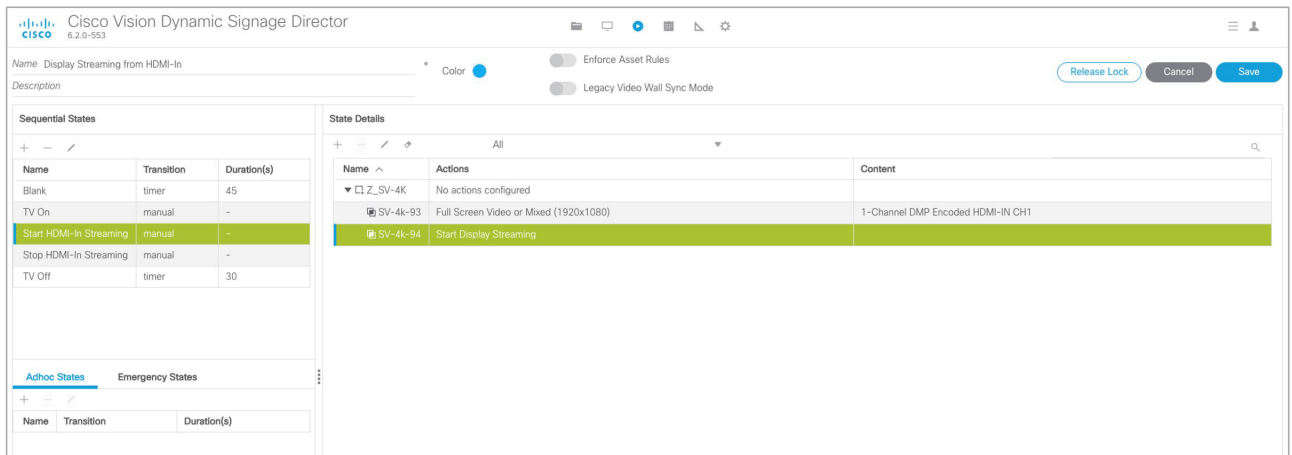 Cisco Vision Dynamic Signage Director
CISCO 6.2.0-553
Name Display Streaming from HDMI-In *
Description
Color
Enforce Asset Rules
Legacy Video Wall Sync Mode
Release Lock Cancel Save
Sequential States
Name Transition Duration(s)
Blank timer 45
TV On manual -
Start HDMI-In Streaming manual -
Stop HDMI-In Streaming manual -
TV Off timer 30
Adhoc States Emergency States
Name Transition Duration(s)
State Details
All
Name Actions Content
Z_SV-4K No actions configured
SV-4k-93 Full Screen Video or Mixed (1920x1080) 1-Channel DMP Encoded HDMI-IN CH1
SV-4k-94 Start Display Streaming